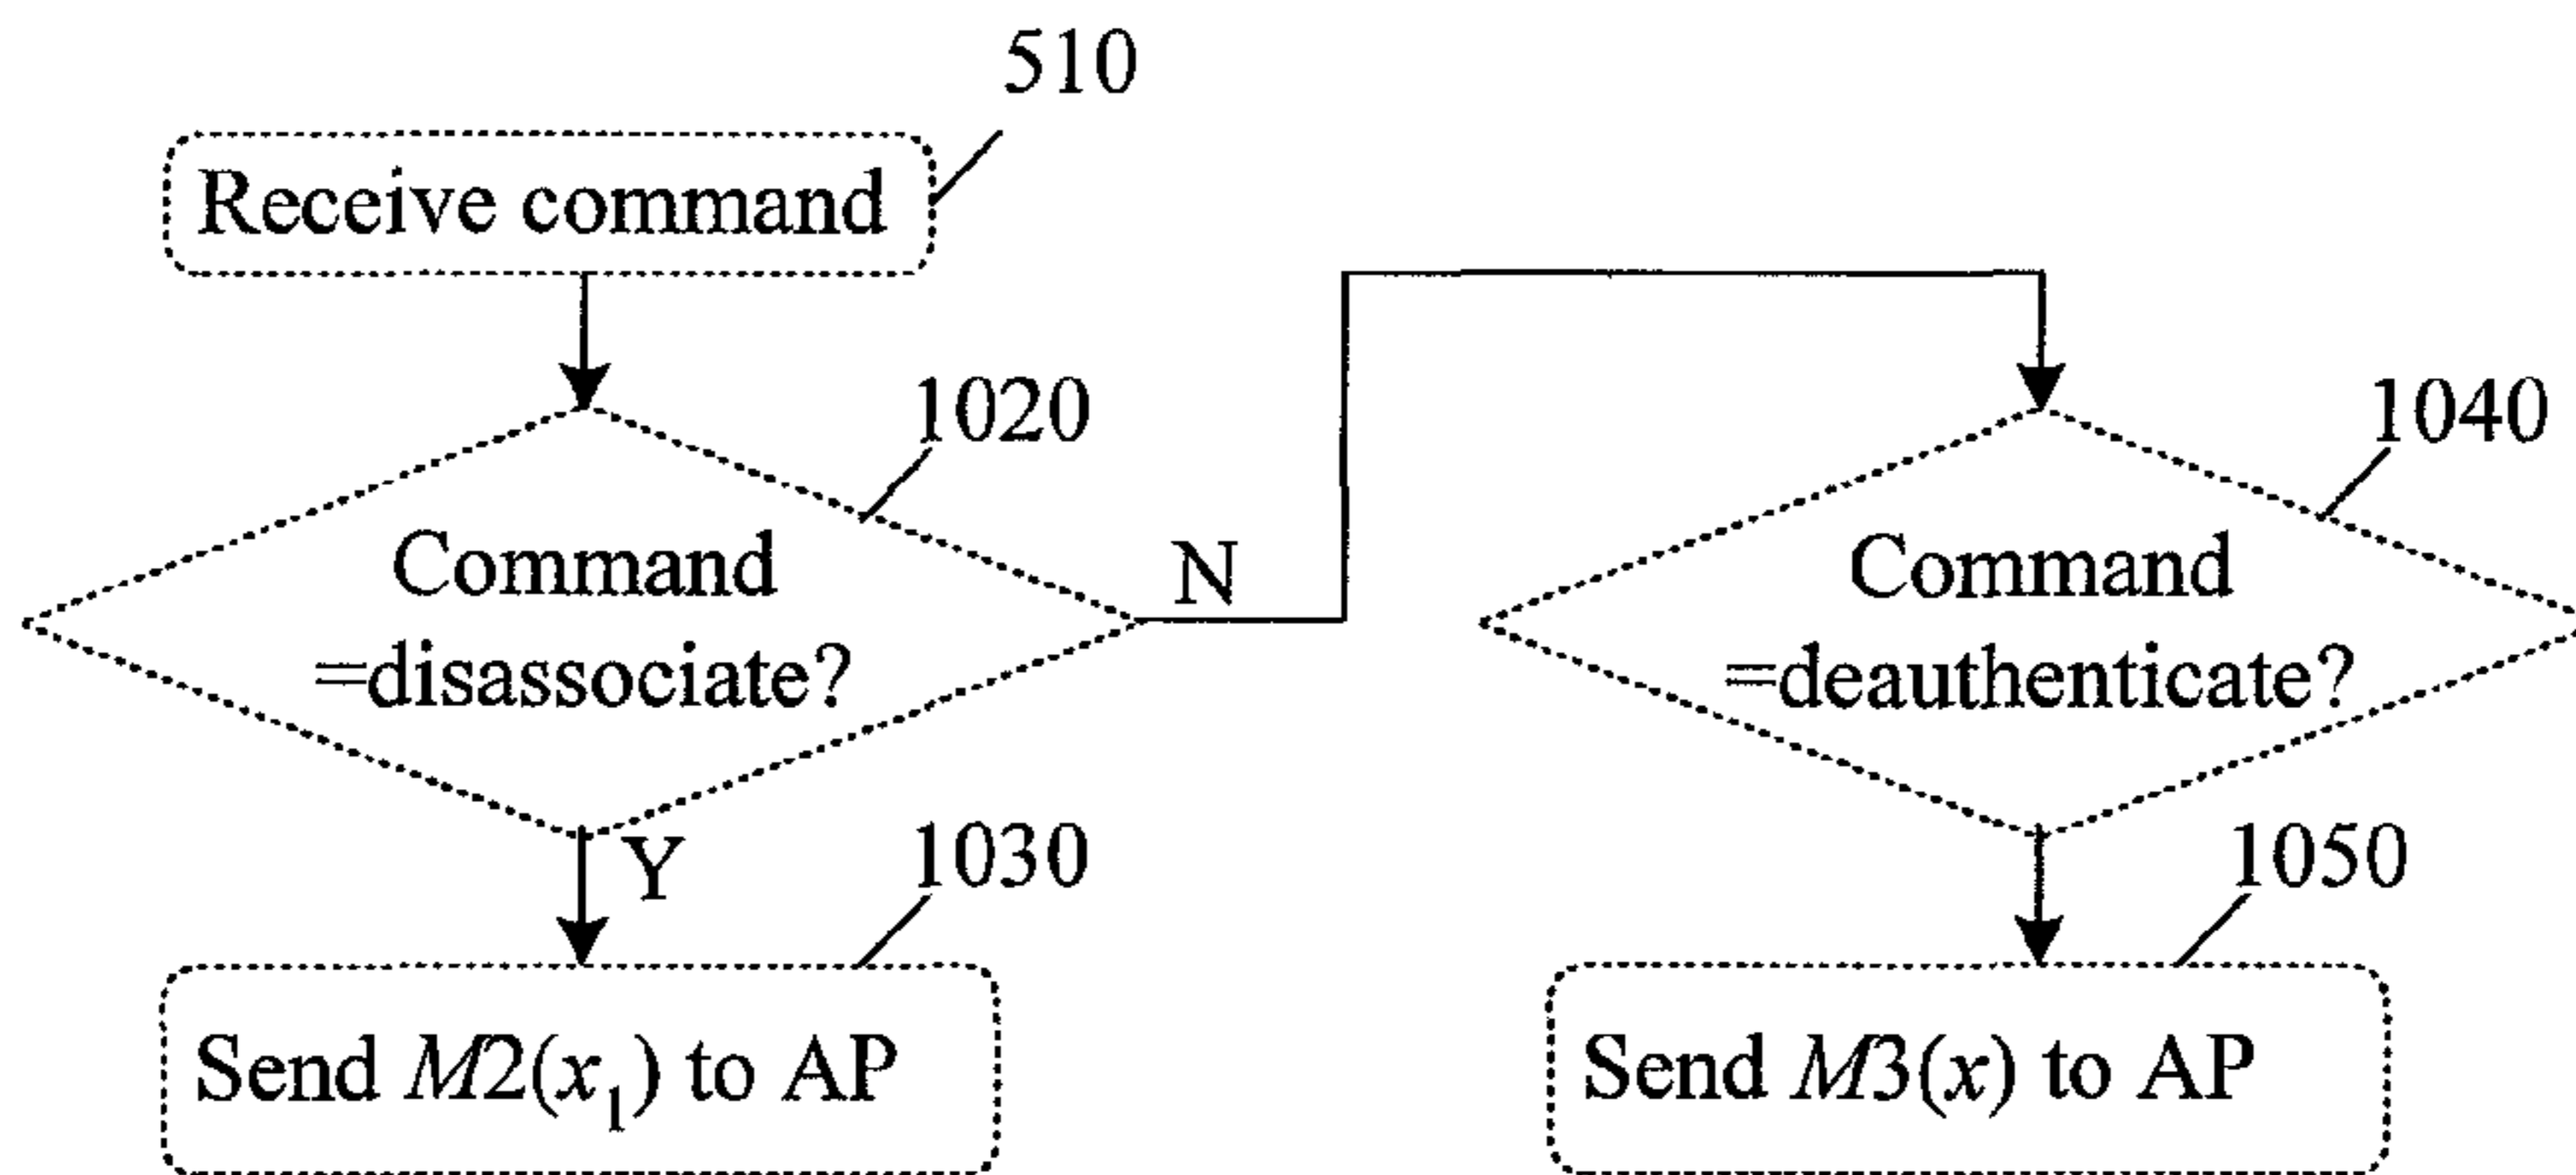 510
Receive command
1020
Command
=disassociate?
N
Y
1030
Send M2(x₁) to AP
1040
Command
=deauthenticate?
1050
Send M3(x) to AP